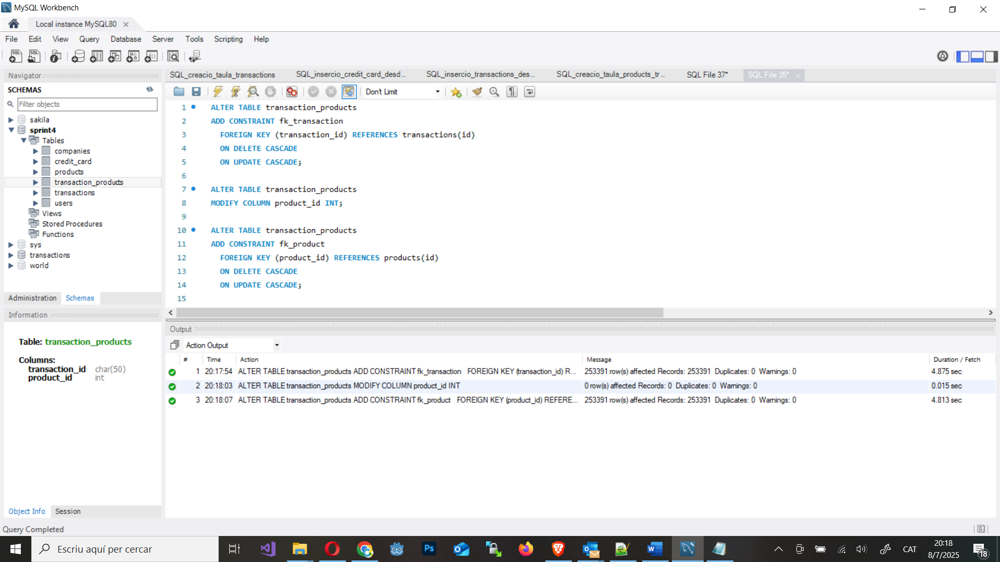 MySQL Workbench
Local instance MySQL80
File Edit View Query Database Server Tools Scripting Help
Navigator
SCHEMAS
Filter objects
sakila
sprint4
Tables
companies
credit_card
products
transaction_products
transactions
users
Views
Stored Procedures
Functions
sys
transactions
world
Administration Schemas
Information
Table: transaction_products
Columns:
transaction_id char(50)
product_id int
Object Info Session
SQL_creacio_taula_transactions SQL_insercio_credit_card_desd... SQL_insercio_transactions_des... SQL_creacio_taula_products_tr... SQL File 37* SQL File 35*
Don't Limit
1 ALTER TABLE transaction_products
2 ADD CONSTRAINT fk_transaction
3 FOREIGN KEY (transaction_id) REFERENCES transactions(id)
4 ON DELETE CASCADE
5 ON UPDATE CASCADE;
6
7 ALTER TABLE transaction_products
8 MODIFY COLUMN product_id INT;
9
10 ALTER TABLE transaction_products
11 ADD CONSTRAINT fk_product
12 FOREIGN KEY (product_id) REFERENCES products(id)
13 ON DELETE CASCADE
14 ON UPDATE CASCADE;
15
Output
Action Output
# Time Action Message Duration / Fetch
1 20:17:54 ALTER TABLE transaction_products ADD CONSTRAINT fk_transaction FOREIGN KEY (transaction_id) R... 253391 row(s) affected Records: 253391 Duplicates: 0 Warnings: 0 4.875 sec
2 20:18:03 ALTER TABLE transaction_products MODIFY COLUMN product_id INT 0 row(s) affected Records: 0 Duplicates: 0 Warnings: 0 0.015 sec
3 20:18:07 ALTER TABLE transaction_products ADD CONSTRAINT fk_product FOREIGN KEY (product_id) REFERE... 253391 row(s) affected Records: 253391 Duplicates: 0 Warnings: 0 4.813 sec
Query Completed
Escriu aquí per cercar
CAT
20:18
8/7/2025
18